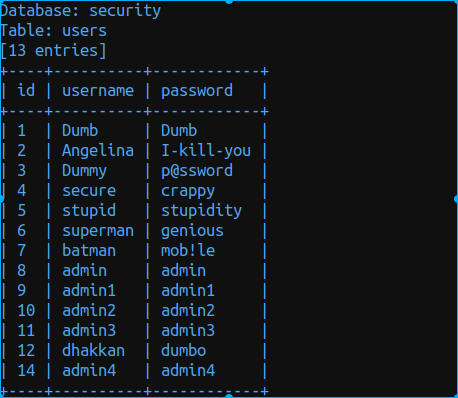 Database: security
Table: users
[13 entries]
+----+----------+------------+
| id | username | password   |
+----+----------+------------+
| 1  | Dumb     | Dumb       |
| 2  | Angelina | I-kill-you |
| 3  | Dummy    | p@ssword   |
| 4  | secure   | crappy     |
| 5  | stupid   | stupidity  |
| 6  | superman | genious    |
| 7  | batman   | mob!le     |
| 8  | admin    | admin      |
| 9  | admin1   | admin1     |
| 10 | admin2   | admin2     |
| 11 | admin3   | admin3     |
| 12 | dhakkan  | dumbo      |
| 14 | admin4   | admin4     |
+----+----------+------------+